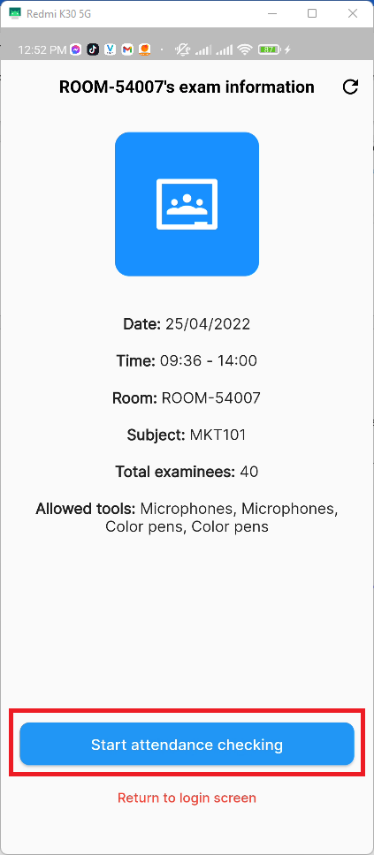 Redmi K30 5G
12:52 PM
87
ROOM-54007's exam information
Date: 25/04/2022
Time: 09:36 - 14:00
Room: ROOM-54007
Subject: MKT101
Total examinees: 40
Allowed tools: Microphones, Microphones,
Color pens, Color pens
Start attendance checking
Return to login screen